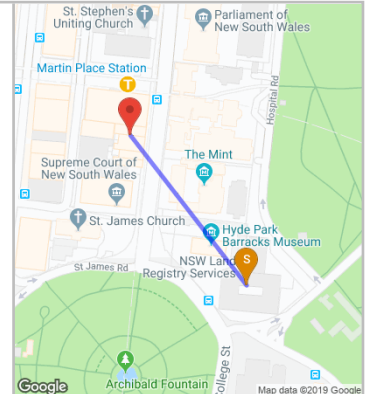 St. Stephen's
Uniting Church
Parliament of
New South Wales
Martin Place Station
T
Hospital Rd
Supreme Court of
New South Wales
The Mint
St. James Church
Hyde Park
Barracks Museum
St James Rd
NSW Land
Registry Services
S
College St
Archibald Fountain
Google
Map data ©2019 Google